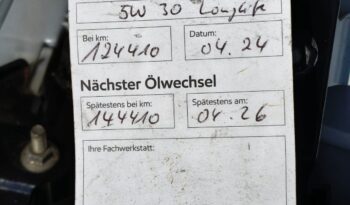 5W 30 Longlife
Bei km: Datum:
124410 04.24
Nächster Ölwechsel
Spätestens bei km: Spätestens am:
144410 04.26
Ihre Fachwerkstatt: